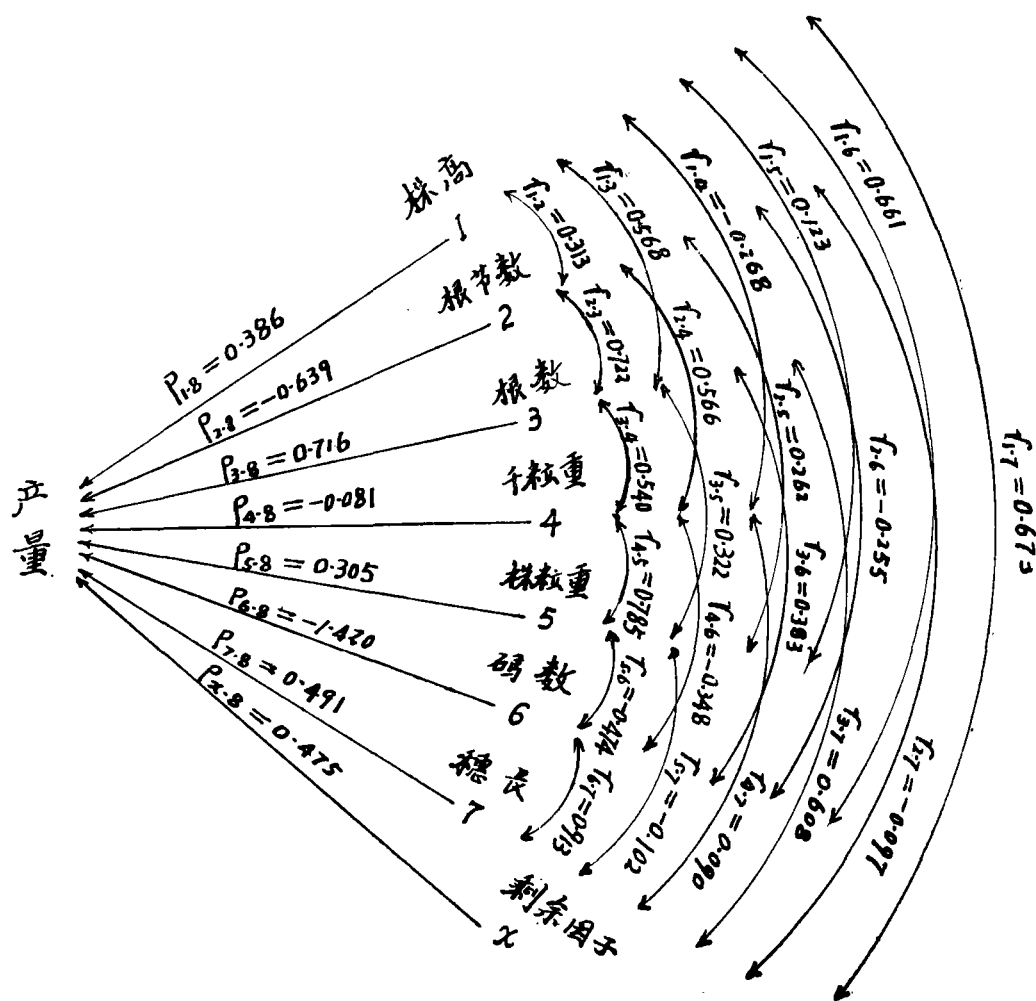 株高
1
根节数
2
根数
3
千粒重
4
株粒重
5
码数
6
穗长
7
剩余因子
x
产量
P1·8 = 0·386
P2·8 = -0·639
P3·8 = 0·716
P4·8 = -0·081
P5·8 = 0·305
P6·8 = -1·420
P7·8 = 0·491
Px·8 = 0·475
r1·2 = 0·313
r2·3 = 0·722
r3·4 = 0·540
r4·5 = 0·785
r5·6 = -0·474
r6·7 = 0·913
r1·3 = 0·568
r2·4 = 0·566
r3·5 = 0·322
r4·6 = -0·348
r5·7 = -0·102
r1·4 = -0·268
r2·5 = 0·262
r3·6 = 0·383
r4·7 = 0·090
r1·5 = 0·123
r2·6 = -0·255
r3·7 = 0·608
r1·6 = 0·661
r2·7 = -0·097
r1·7 = 0·673